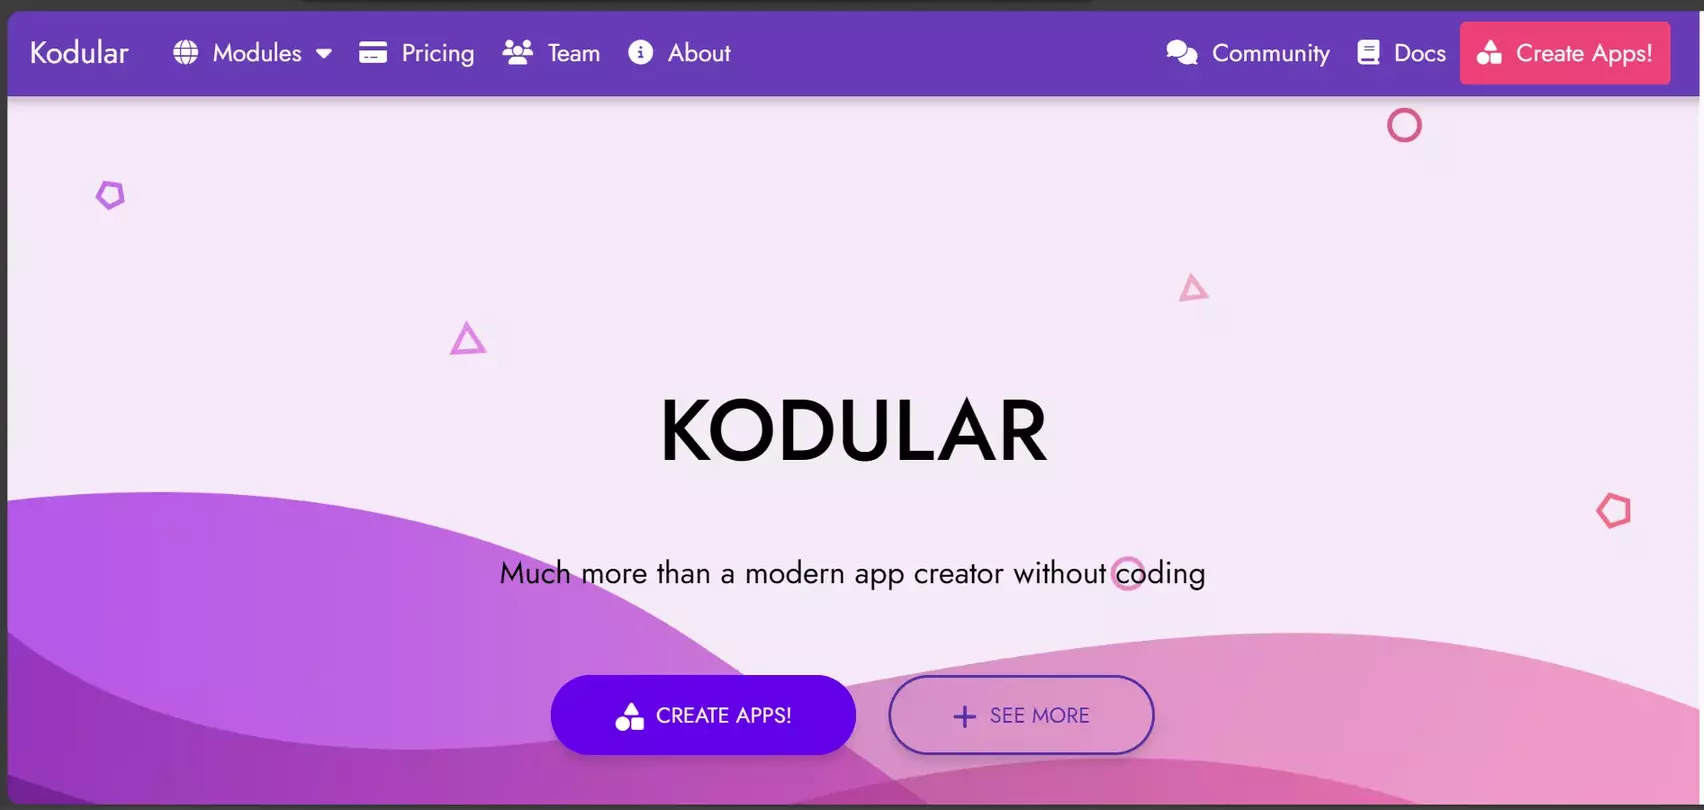 Kodular Modules Pricing Team About Community Docs Create Apps!
KODULAR
Much more than a modern app creator without coding
CREATE APPS! SEE MORE